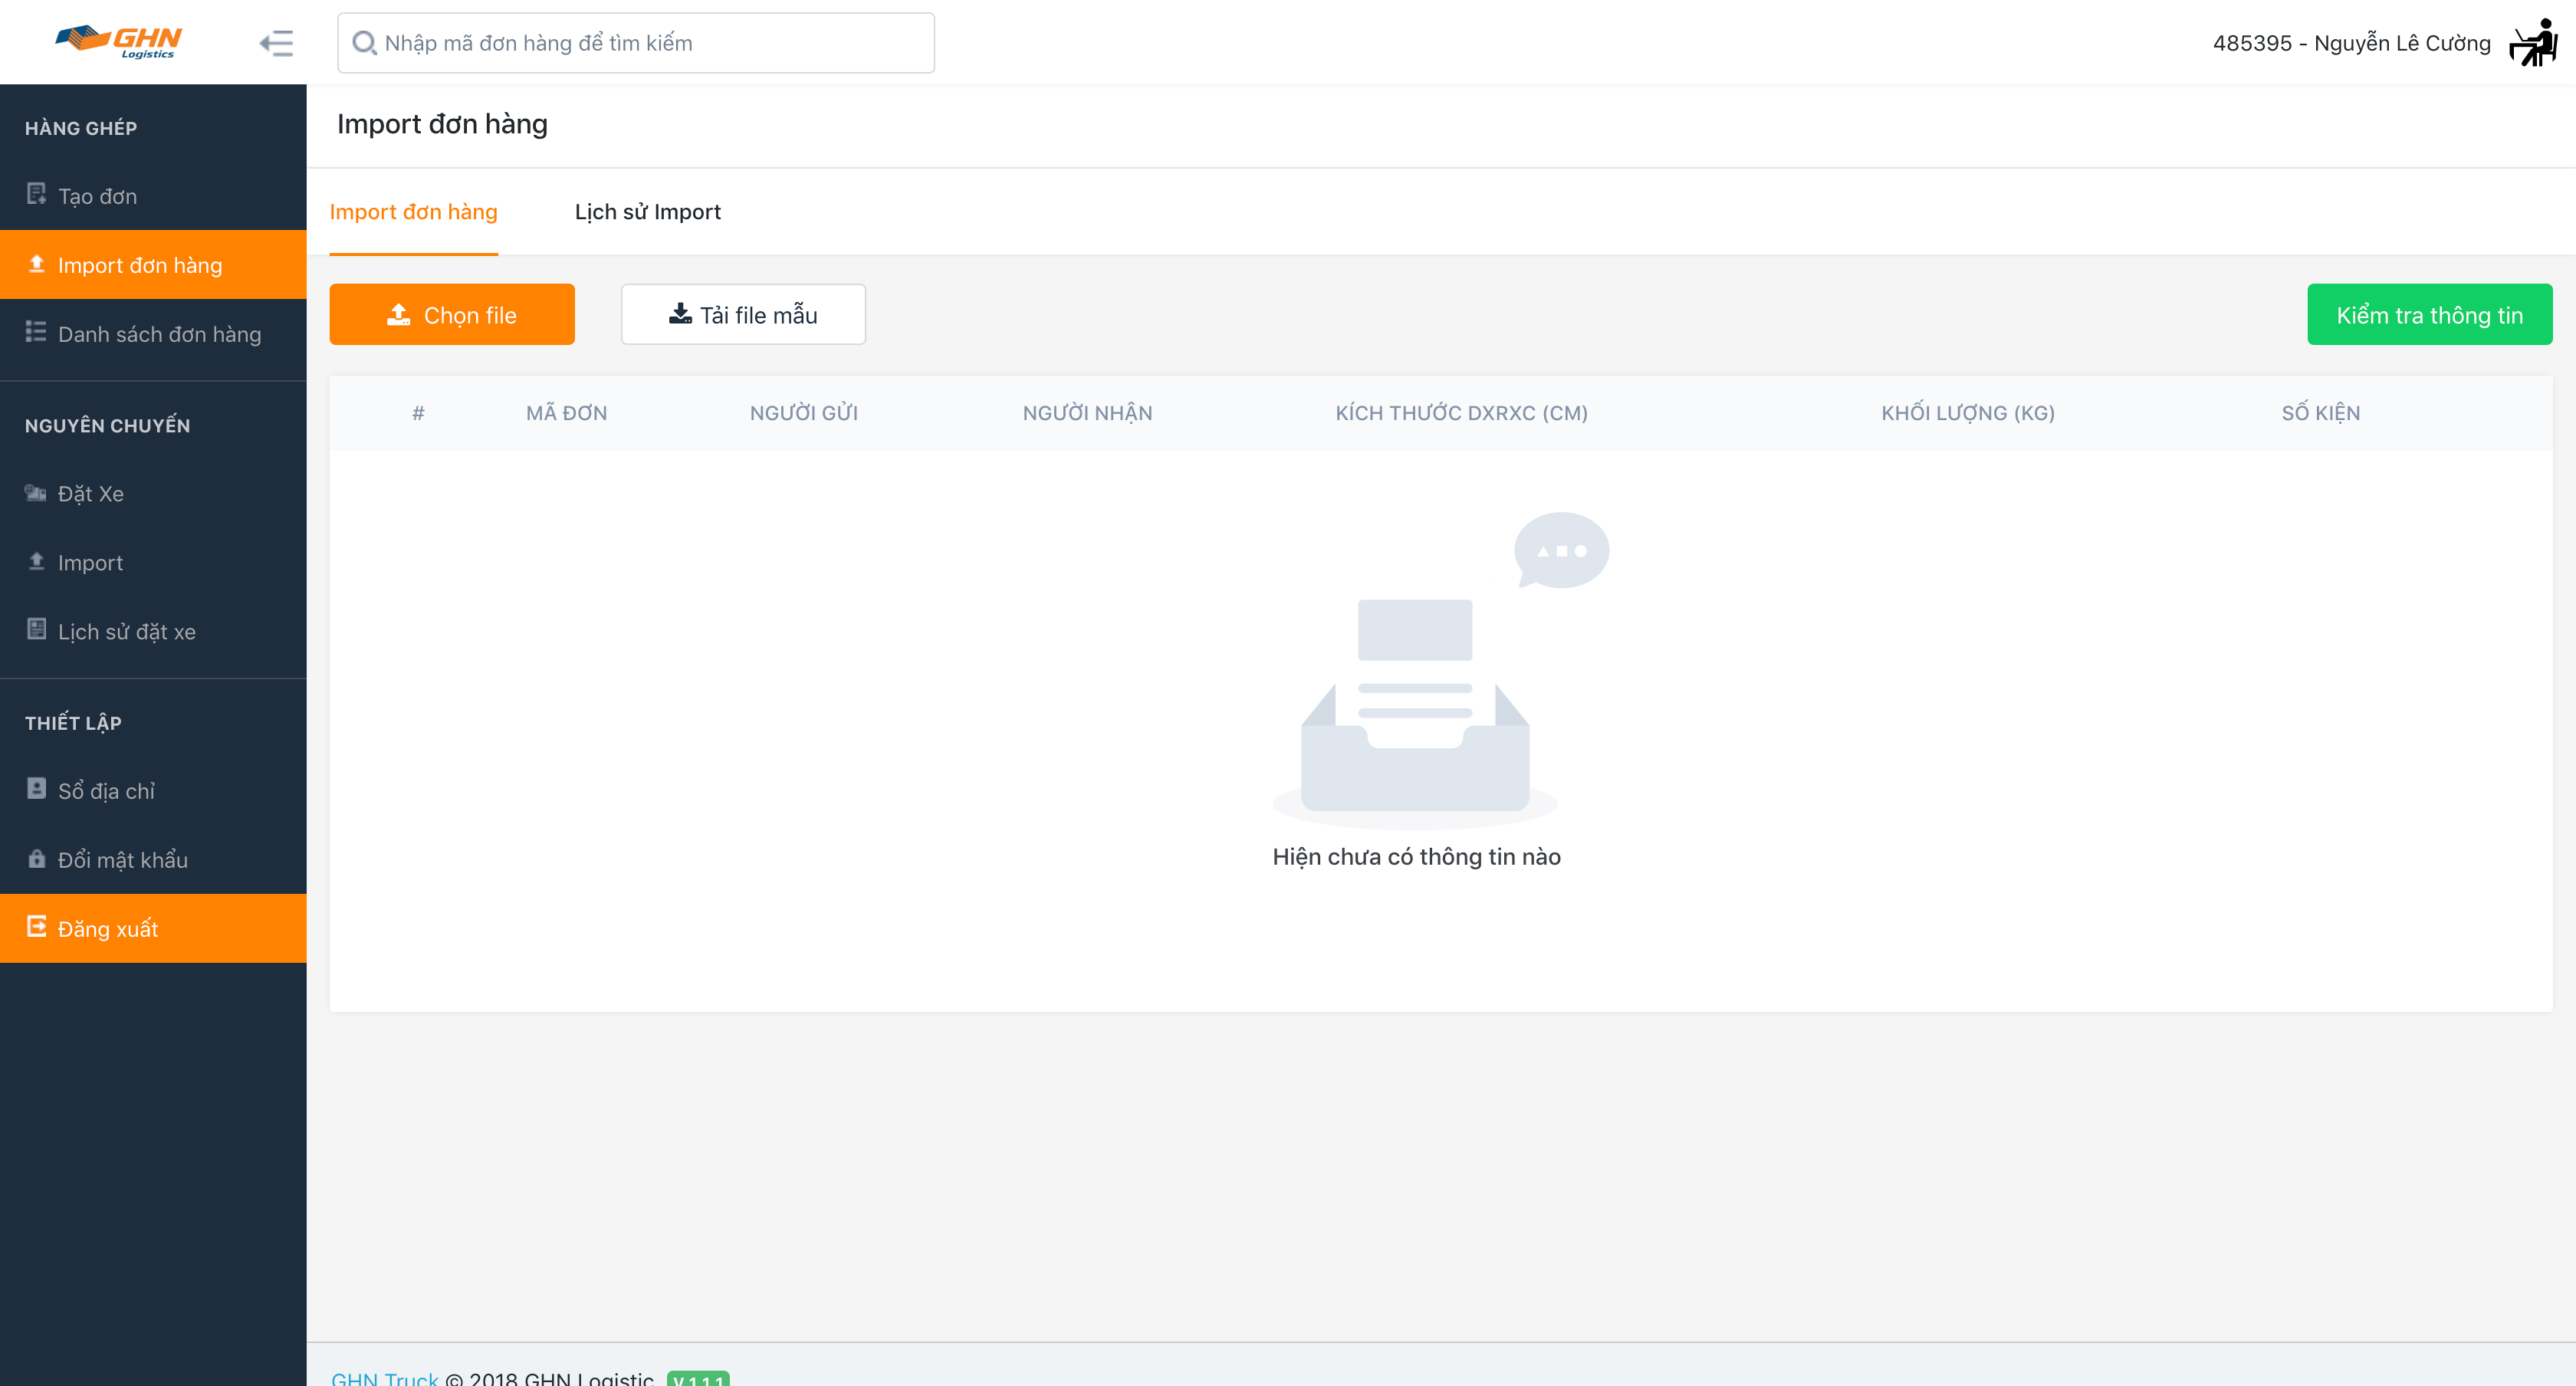 GHN
Logistics
Nhập mã đơn hàng để tìm kiếm
485395 - Nguyễn Lê Cường
HÀNG GHÉP
Tạo đơn
Import đơn hàng
Danh sách đơn hàng
NGUYÊN CHUYẾN
Đặt Xe
Import
Lịch sử đặt xe
THIẾT LẬP
Sổ địa chỉ
Đổi mật khẩu
Đăng xuất
Import đơn hàng
Import đơn hàng Lịch sử Import
Chọn file Tải file mẫu Kiểm tra thông tin
# MÃ ĐƠN NGƯỜI GỬI NGƯỜI NHẬN KÍCH THƯỚC DXRXC (CM) KHỐI LƯỢNG (KG) SỐ KIỆN
Hiện chưa có thông tin nào
GHN Truck © 2018 GHN Logistic V 1.1.1